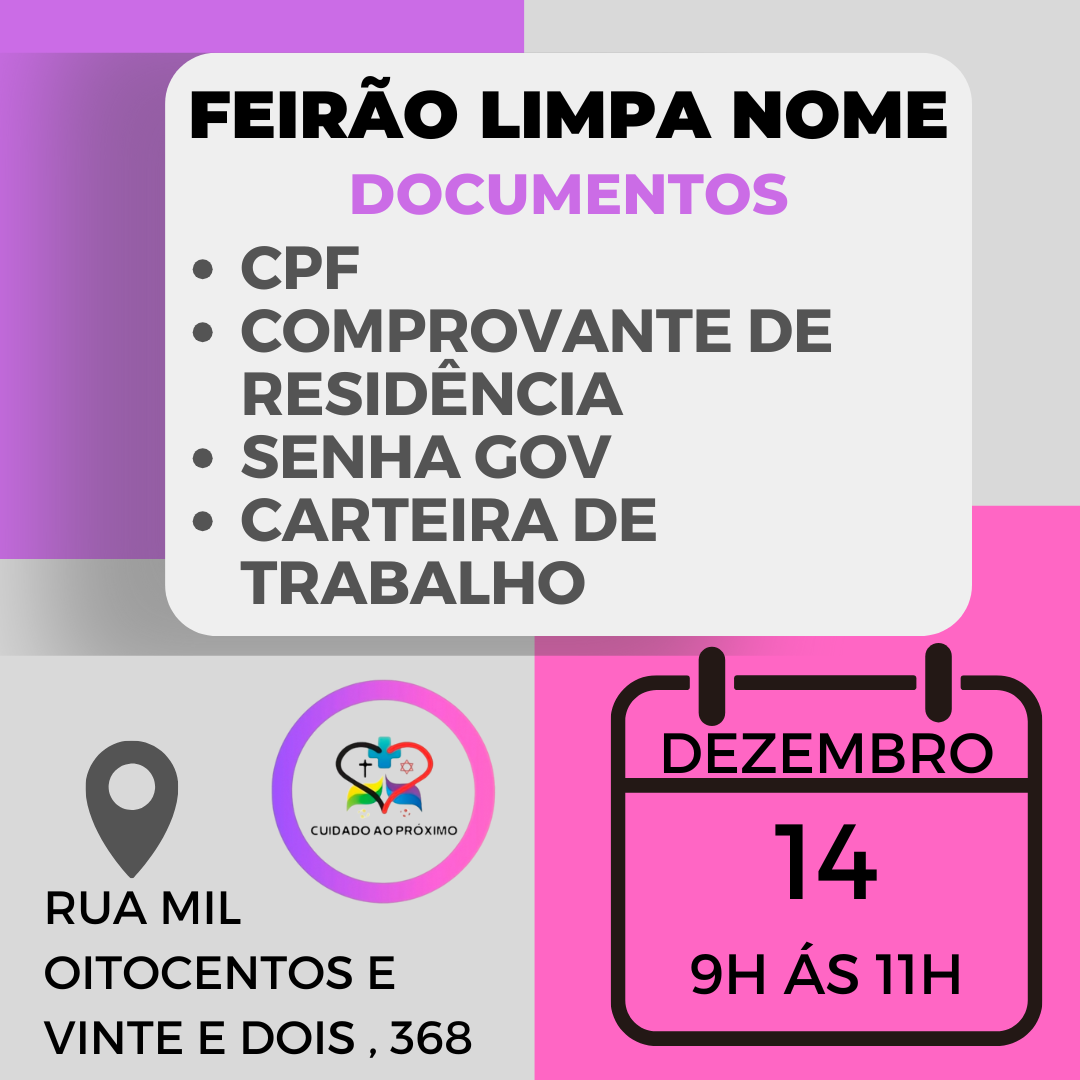 FEIRÃO LIMPA NOME
DOCUMENTOS
• CPF
• COMPROVANTE DE
RESIDÊNCIA
• SENHA GOV
• CARTEIRA DE
TRABALHO
CUIDADO AO PRÓXIMO
RUA MIL
OITOCENTOS E
VINTE E DOIS , 368
DEZEMBRO
14
9H ÁS 11H